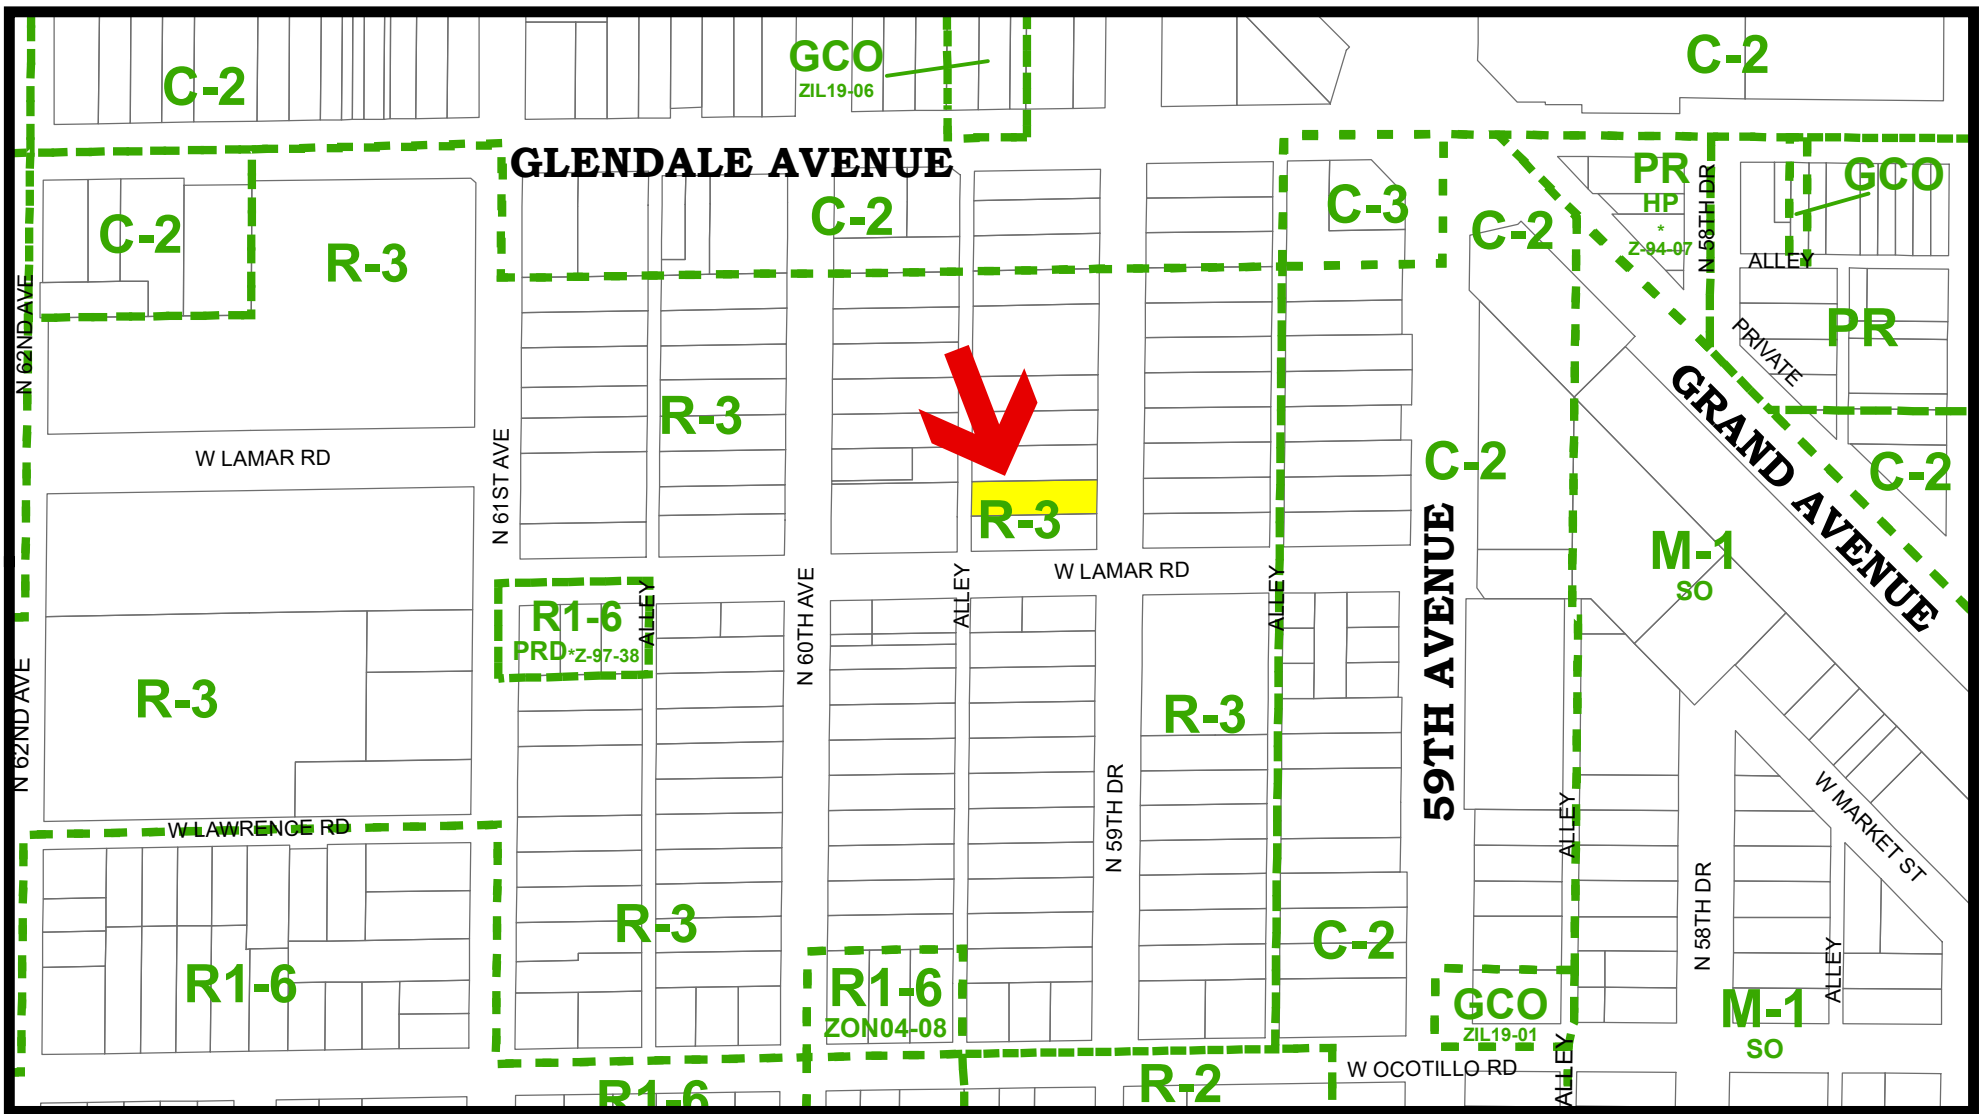 C-2
GCO
ZIL19-06
C-2
GLENDALE AVENUE
C-2
R-3
C-2
C-3
C-2
PR
HP
*
Z-94-07
N 58TH DR
GCO
ALLEY
PR
PRIVATE
N 62ND AVE
R-3
W LAMAR RD
N 61ST AVE
R-3
C-2
GRAND AVENUE
C-2
59TH AVENUE
M-1
SO
W LAMAR RD
R1-6
PRD*Z-97-38
ALLEY
N 60TH AVE
ALLEY
ALLEY
N 62ND AVE
R-3
R-3
W LAWRENCE RD
N 59TH DR
ALLEY
W MARKET ST
N 58TH DR
R-3
R1-6
R1-6
ZON04-08
C-2
GCO
ZIL19-01
M-1
SO
ALLEY
W OCOTILLO RD
ALLEY
R1-6
R-2